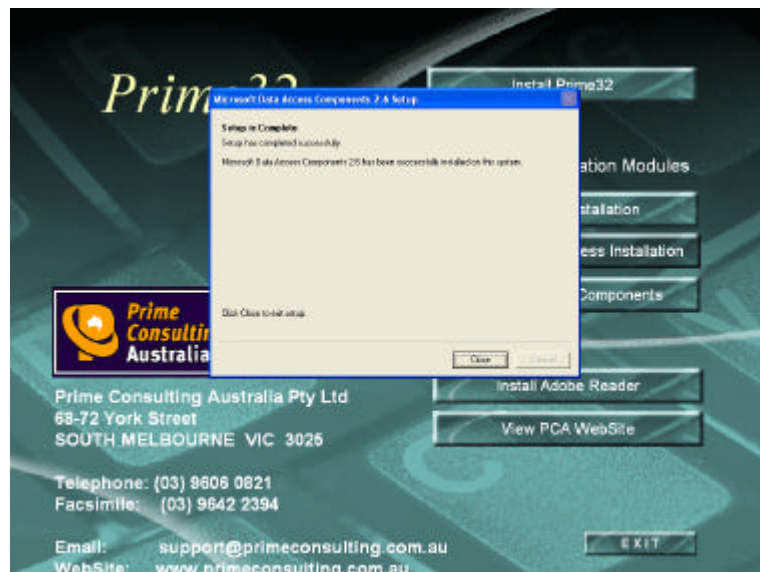 Prim
Install Prime32
Microsoft Data Access Components 2.6 Setup
Setup is Complete
Setup has completed successfully.
Microsoft Data Access Components 2.6 has been successfully installed on this system.
ation Modules
stallation
ess Installation
Components
Click Close to exit setup.
Close
Cancel
Prime
Consultin
Australia
Install Adobe Reader
View PCA WebSite
Prime Consulting Australia Pty Ltd
68-72 York Street
SOUTH MELBOURNE VIC 3025
Telephone: (03) 9606 0821
Facsimile: (03) 9642 2394
Email: support@primeconsulting.com.au
WebSite: www.primeconsulting.com.au
EXIT